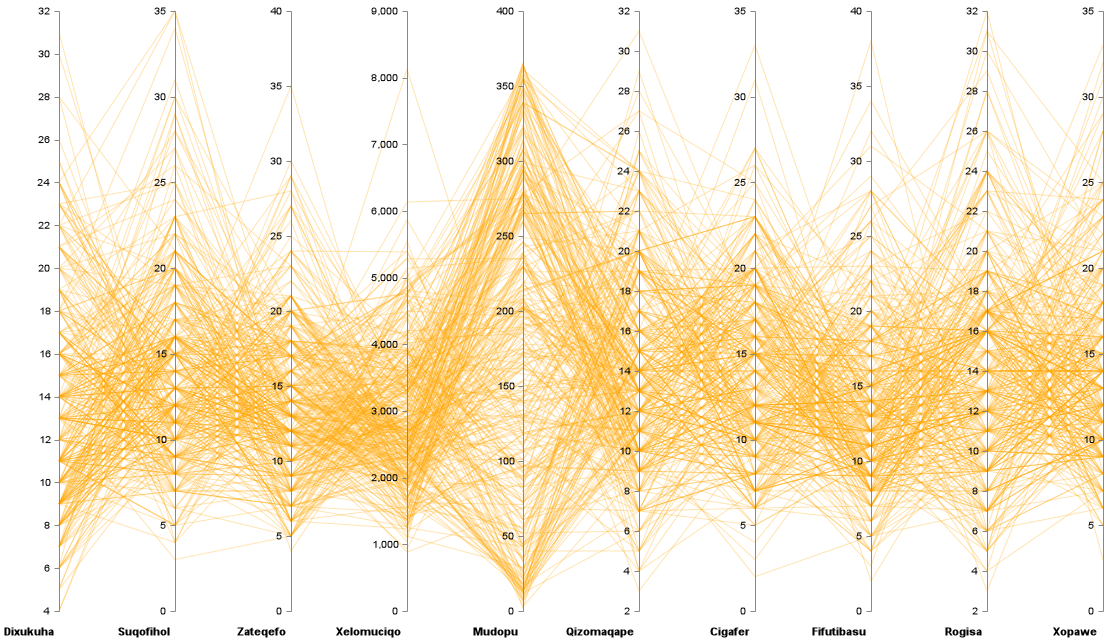 32 30 28 26 24 22 20 18 16 14 12 10 8 6 4
35 30 25 20 15 10 5 0
40 35 30 25 20 15 10 5 0
9,000 8,000 7,000 6,000 5,000 4,000 3,000 2,000 1,000 0
400 350 300 250 200 150 100 50 0
32 30 28 26 24 22 20 18 16 14 12 10 8 6 4 2
35 30 25 20 15 10 5 0
40 35 30 25 20 15 10 5 0
32 30 28 26 24 22 20 18 16 14 12 10 8 6 4 2
35 30 25 20 15 10 5 0
Dixukuha Suqofihol Zateqefo Xelomuciqo Mudopu Qizomaqape Cigafer Fifutibasu Rogisa Xopawe